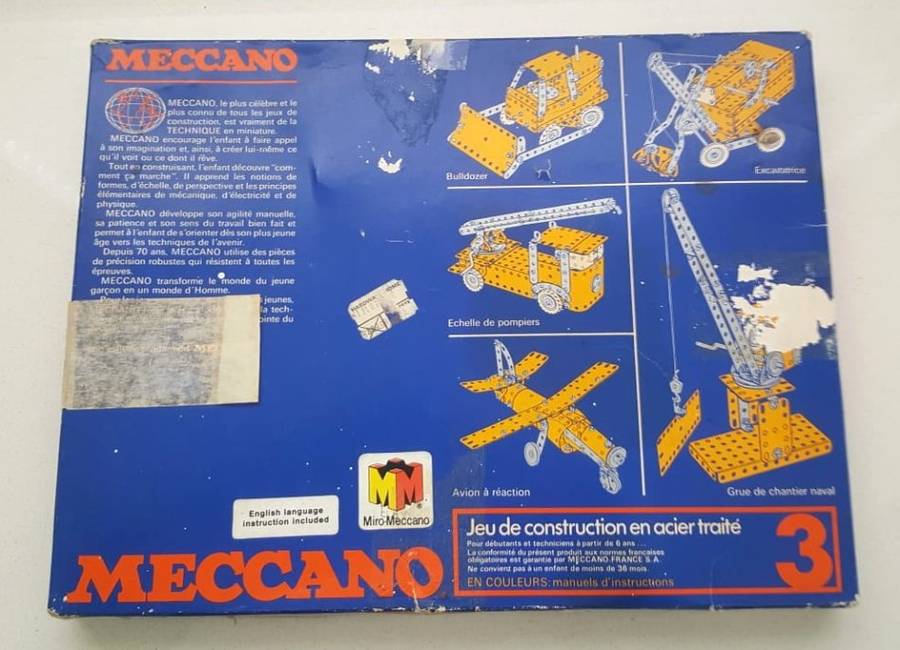 MECCANO
MECCANO, le plus célèbre et le
plus connu de tous les jeux de
construction, est vraiment de la
TECHNIQUE en miniature.
MECCANO encourage l'enfant à faire appel
à son imagination et, ainsi, à créer lui-même ce
qu'il voit ou ce dont il rêve.
Tout en construisant, l'enfant découvre "com-
ment ça marche". Il apprend les notions de
formes, d'échelle, de perspective et les principes
élémentaires de mécanique, d'électricité et de
physique.
MECCANO développe son agilité manuelle,
sa patience et son sens du travail bien fait et
permet à l'enfant de s'orienter dès son plus jeune
âge vers les techniques de l'avenir.
Depuis 70 ans, MECCANO utilise des pièces
de précision robustes qui résistent à toutes les
épreuves.
MECCANO transforme le monde du jeune
garçon en un monde d'Homme.
jeunes,
la tech-
pointe du
Bulldozer
Excavatrice
Echelle de pompiers
Avion à réaction
Grue de chantier naval
English language
instruction included
MM
Miro-Meccano
MECCANO
Jeu de construction en acier traité
Pour débutants et techniciens à partir de 6 ans ...
La conformité du présent produit aux normes françaises
obligatoires est garantie par MECCANO-FRANCE S.A.
Ne convient pas à un enfant de moins de 36 mois.
EN COULEURS: manuels d'instructions
3